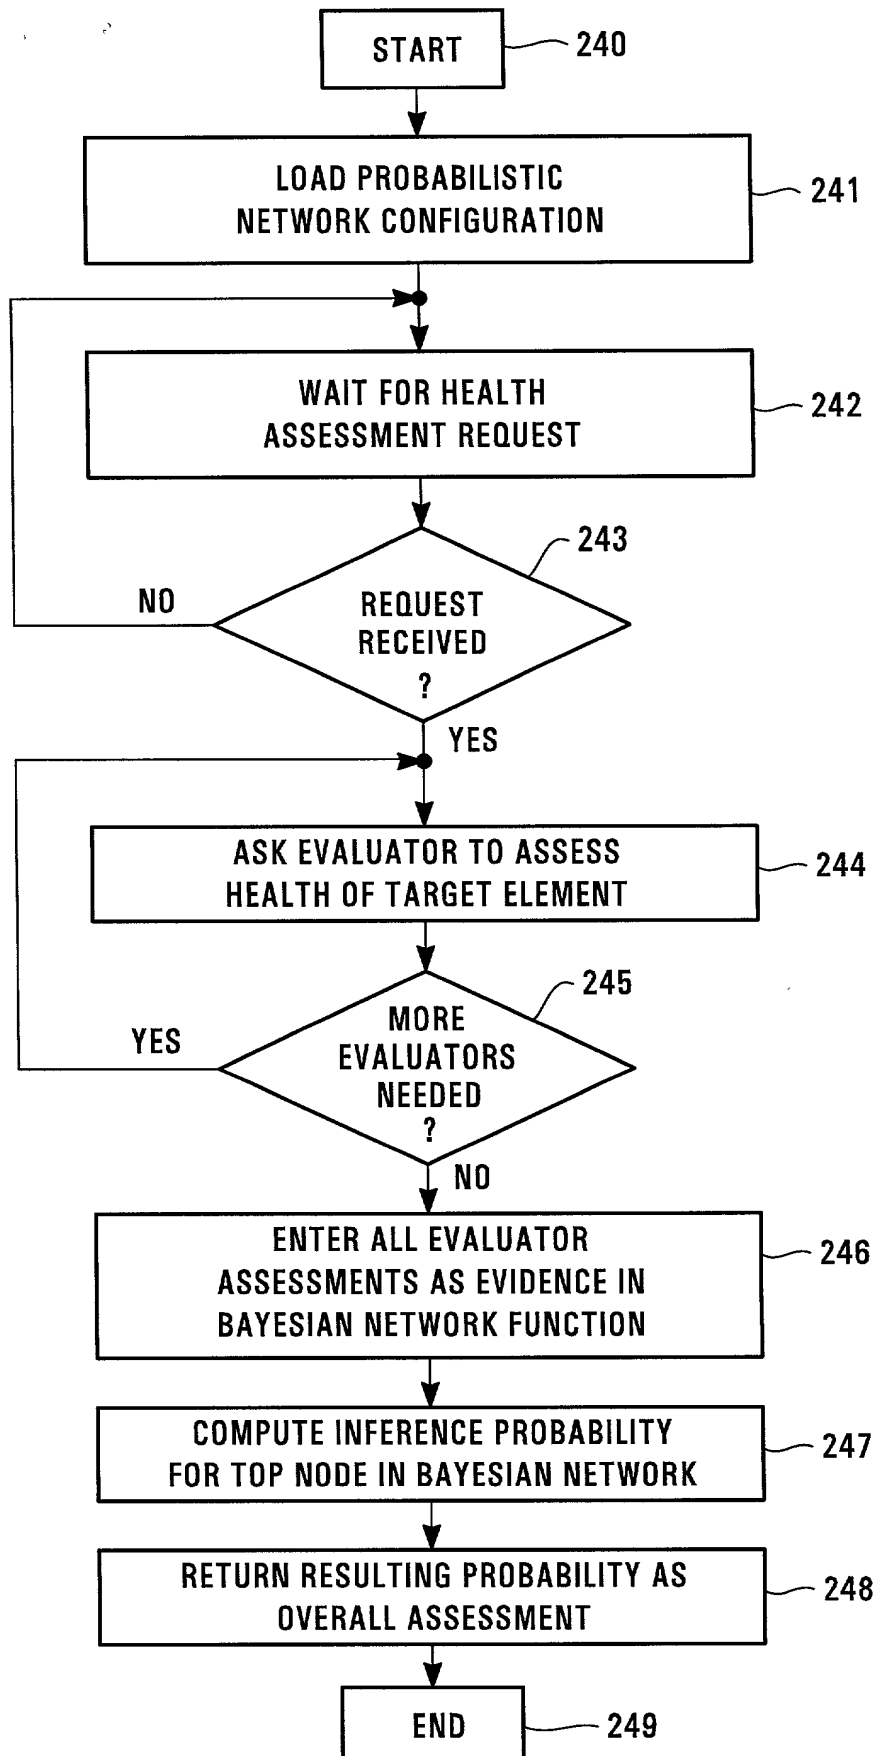 START
240
LOAD PROBABILISTIC
NETWORK CONFIGURATION
241
WAIT FOR HEALTH
ASSESSMENT REQUEST
242
243
NO
REQUEST
RECEIVED
?
YES
ASK EVALUATOR TO ASSESS
HEALTH OF TARGET ELEMENT
244
245
YES
MORE
EVALUATORS
NEEDED
?
NO
ENTER ALL EVALUATOR
ASSESSMENTS AS EVIDENCE IN
BAYESIAN NETWORK FUNCTION
246
COMPUTE INFERENCE PROBABILITY
FOR TOP NODE IN BAYESIAN NETWORK
247
RETURN RESULTING PROBABILITY AS
OVERALL ASSESSMENT
248
END
249